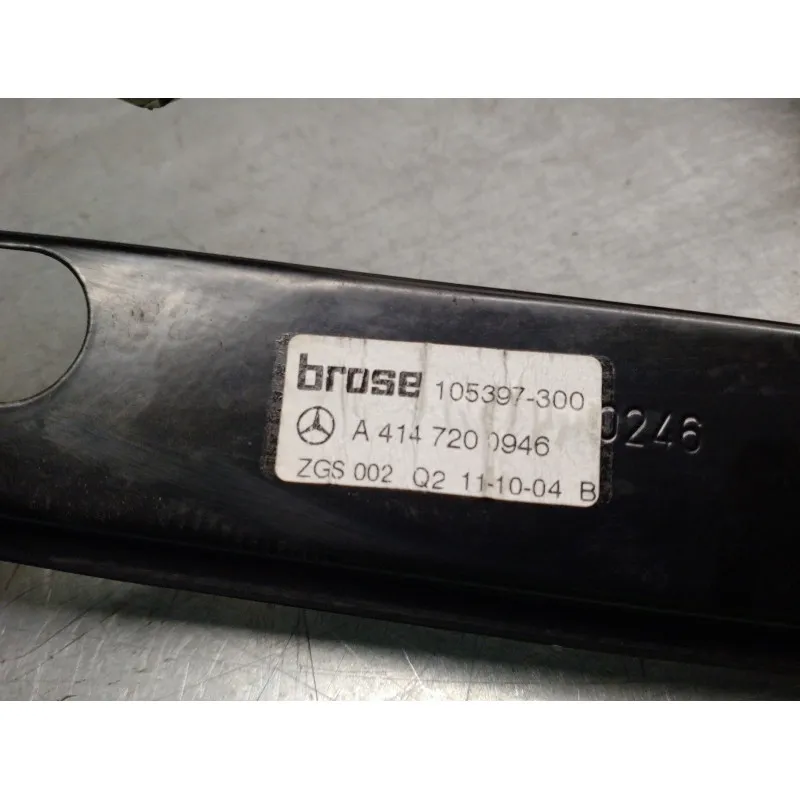 brose 105397-300
A 414 720 0946
0246
ZGS 002 Q2 11-10-04 B